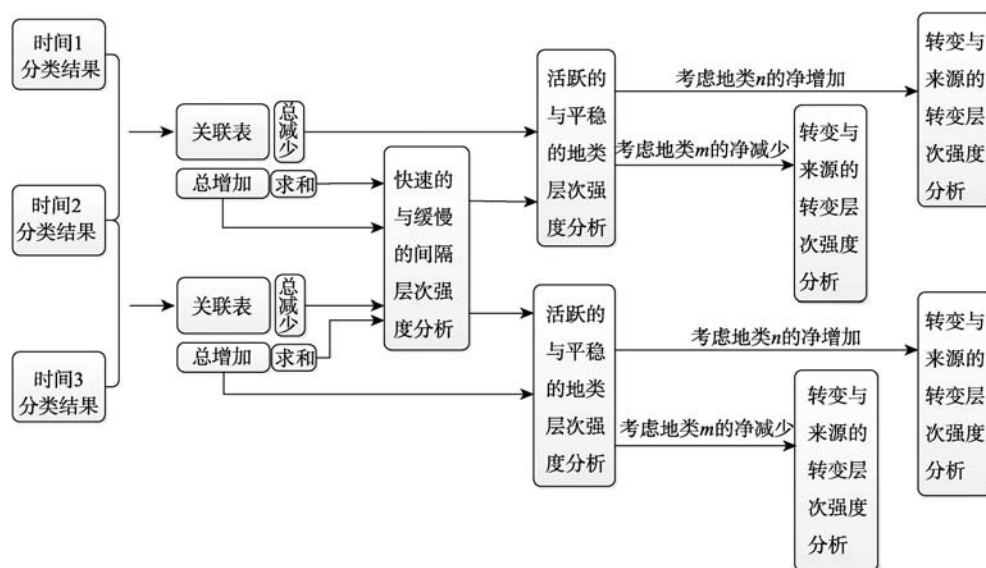 时间1
分类结果
时间2
分类结果
时间3
分类结果
关联表
总减少
总增加
求和
关联表
总减少
总增加
求和
快速的
与缓慢
的间隔
层次强
度分析
活跃的
与平稳
的地类
层次强
度分析
考虑地类n的净增加
考虑地类m的净减少
转变与
来源的
转变层
次强度
分析
转变与
来源的
转变层
次强度
分析
活跃的
与平稳
的地类
层次强
度分析
考虑地类n的净增加
考虑地类m的净减少
转变与
来源的
转变层
次强度
分析
转变与
来源的
转变层
次强度
分析